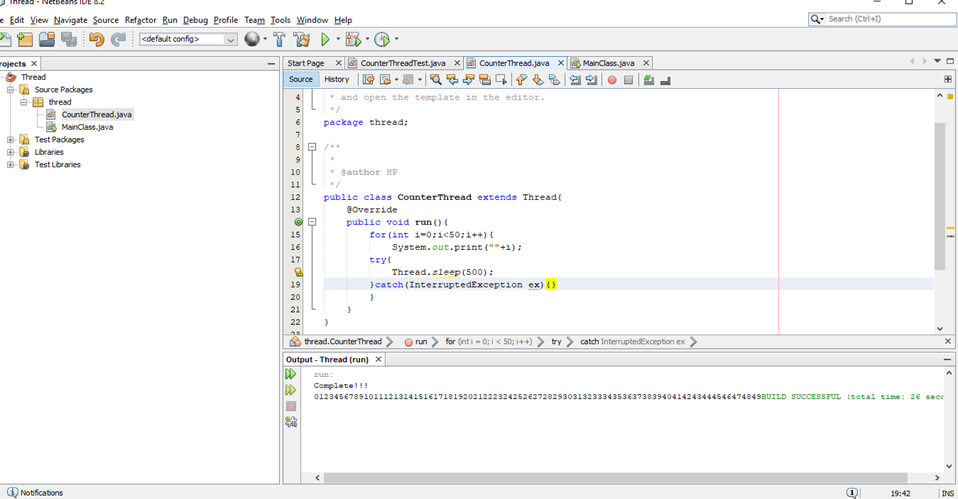 Thread - NetBeans IDE 8.2
e Edit View Navigate Source Refactor Run Debug Profile Team Tools Window Help
Search (Ctrl+I)
<default config>
rojects
Start Page CounterThreadTest.java CounterThread.java MainClass.java
Thread
Source Packages
thread
CounterThread.java
MainClass.java
Test Packages
Libraries
Test Libraries
Source History
4 * and open the template in the editor.
5 */
6 package thread;
7
8 /**
9 *
10 * @author HP
11 */
12 public class CounterThread extends Thread{
13 @Override
public void run(){
15 for(int i=0;i<50;i++){
16 System.out.print(""+i);
17 try{
Thread.sleep(500);
19 }catch(InterruptedException ex){}
20 }
21 }
22 }
thread.CounterThread run for (int i = 0; i < 50; i++) try catch InterruptedException ex
Output - Thread (run)
run:
Complete!!!
012345678910111213141516171819202122232425262728293031323334353637383940414243444546474849BUILD SUCCESSFUL (total time: 26 seco
Notifications
1 19:42 INS